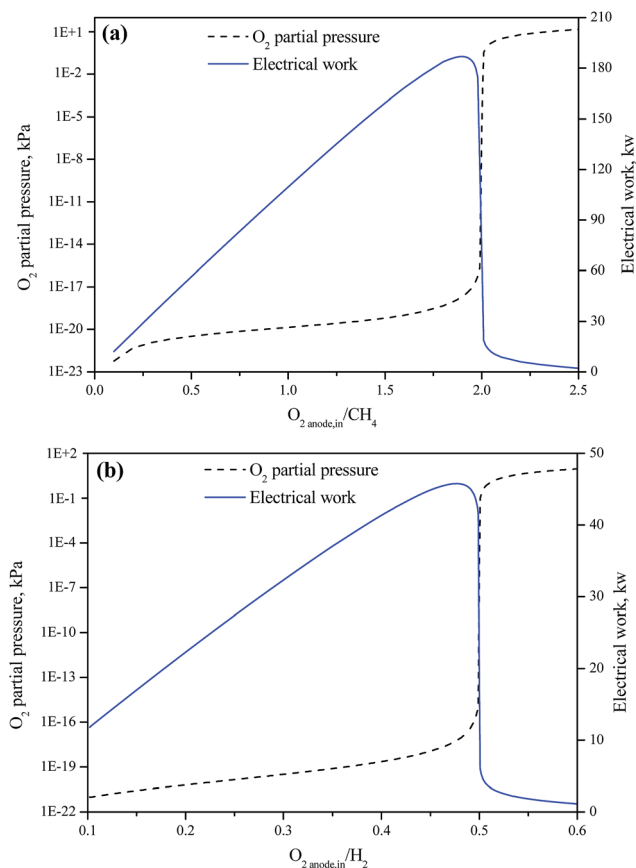 (a)
O₂ partial pressure
Electrical work
1E+1
1E-2
1E-5
1E-8
1E-11
1E-14
1E-17
1E-20
1E-23
O₂ partial pressure, kPa
210
180
150
120
90
60
30
0
Electrical work, kw
0.0 0.5 1.0 1.5 2.0 2.5
O₂ anode,in/CH₄
(b)
O₂ partial pressure
Electrical work
1E+2
1E-1
1E-4
1E-7
1E-10
1E-13
1E-16
1E-19
1E-22
O₂ partial pressure, kPa
50
40
30
20
10
0
Electrical work, kw
0.1 0.2 0.3 0.4 0.5 0.6
O₂ anode,in/H₂